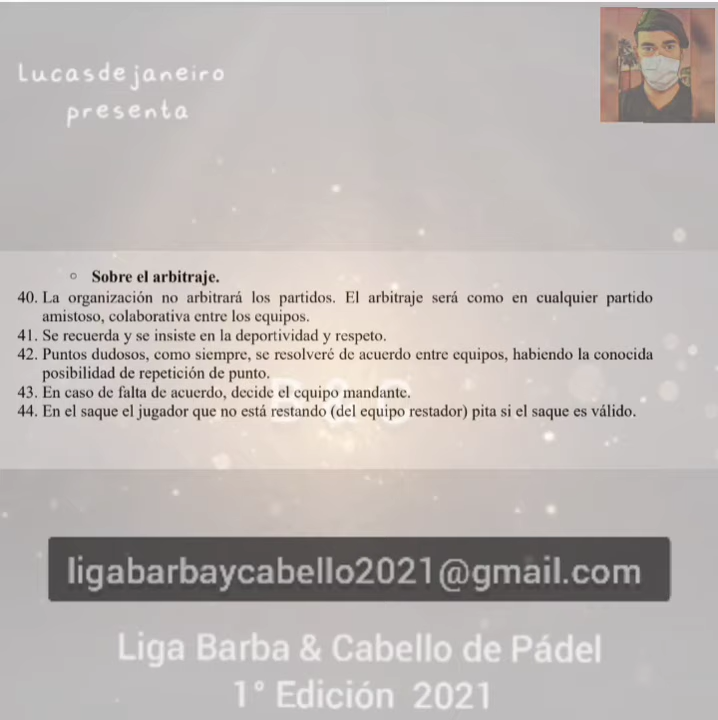 Lucasdejaneiro
presenta
○ Sobre el arbitraje.
40. La organización no arbitrará los partidos. El arbitraje será como en cualquier partido
amistoso, colaborativa entre los equipos.
41. Se recuerda y se insiste en la deportividad y respeto.
42. Puntos dudosos, como siempre, se resolveré de acuerdo entre equipos, habiendo la conocida
posibilidad de repetición de punto.
43. En caso de falta de acuerdo, decide el equipo mandante.
44. En el saque el jugador que no está restando (del equipo restador) pita si el saque es válido.
B & C
ligabarbaycabello2021@gmail.com
Liga Barba & Cabello de Pádel
1° Edición 2021